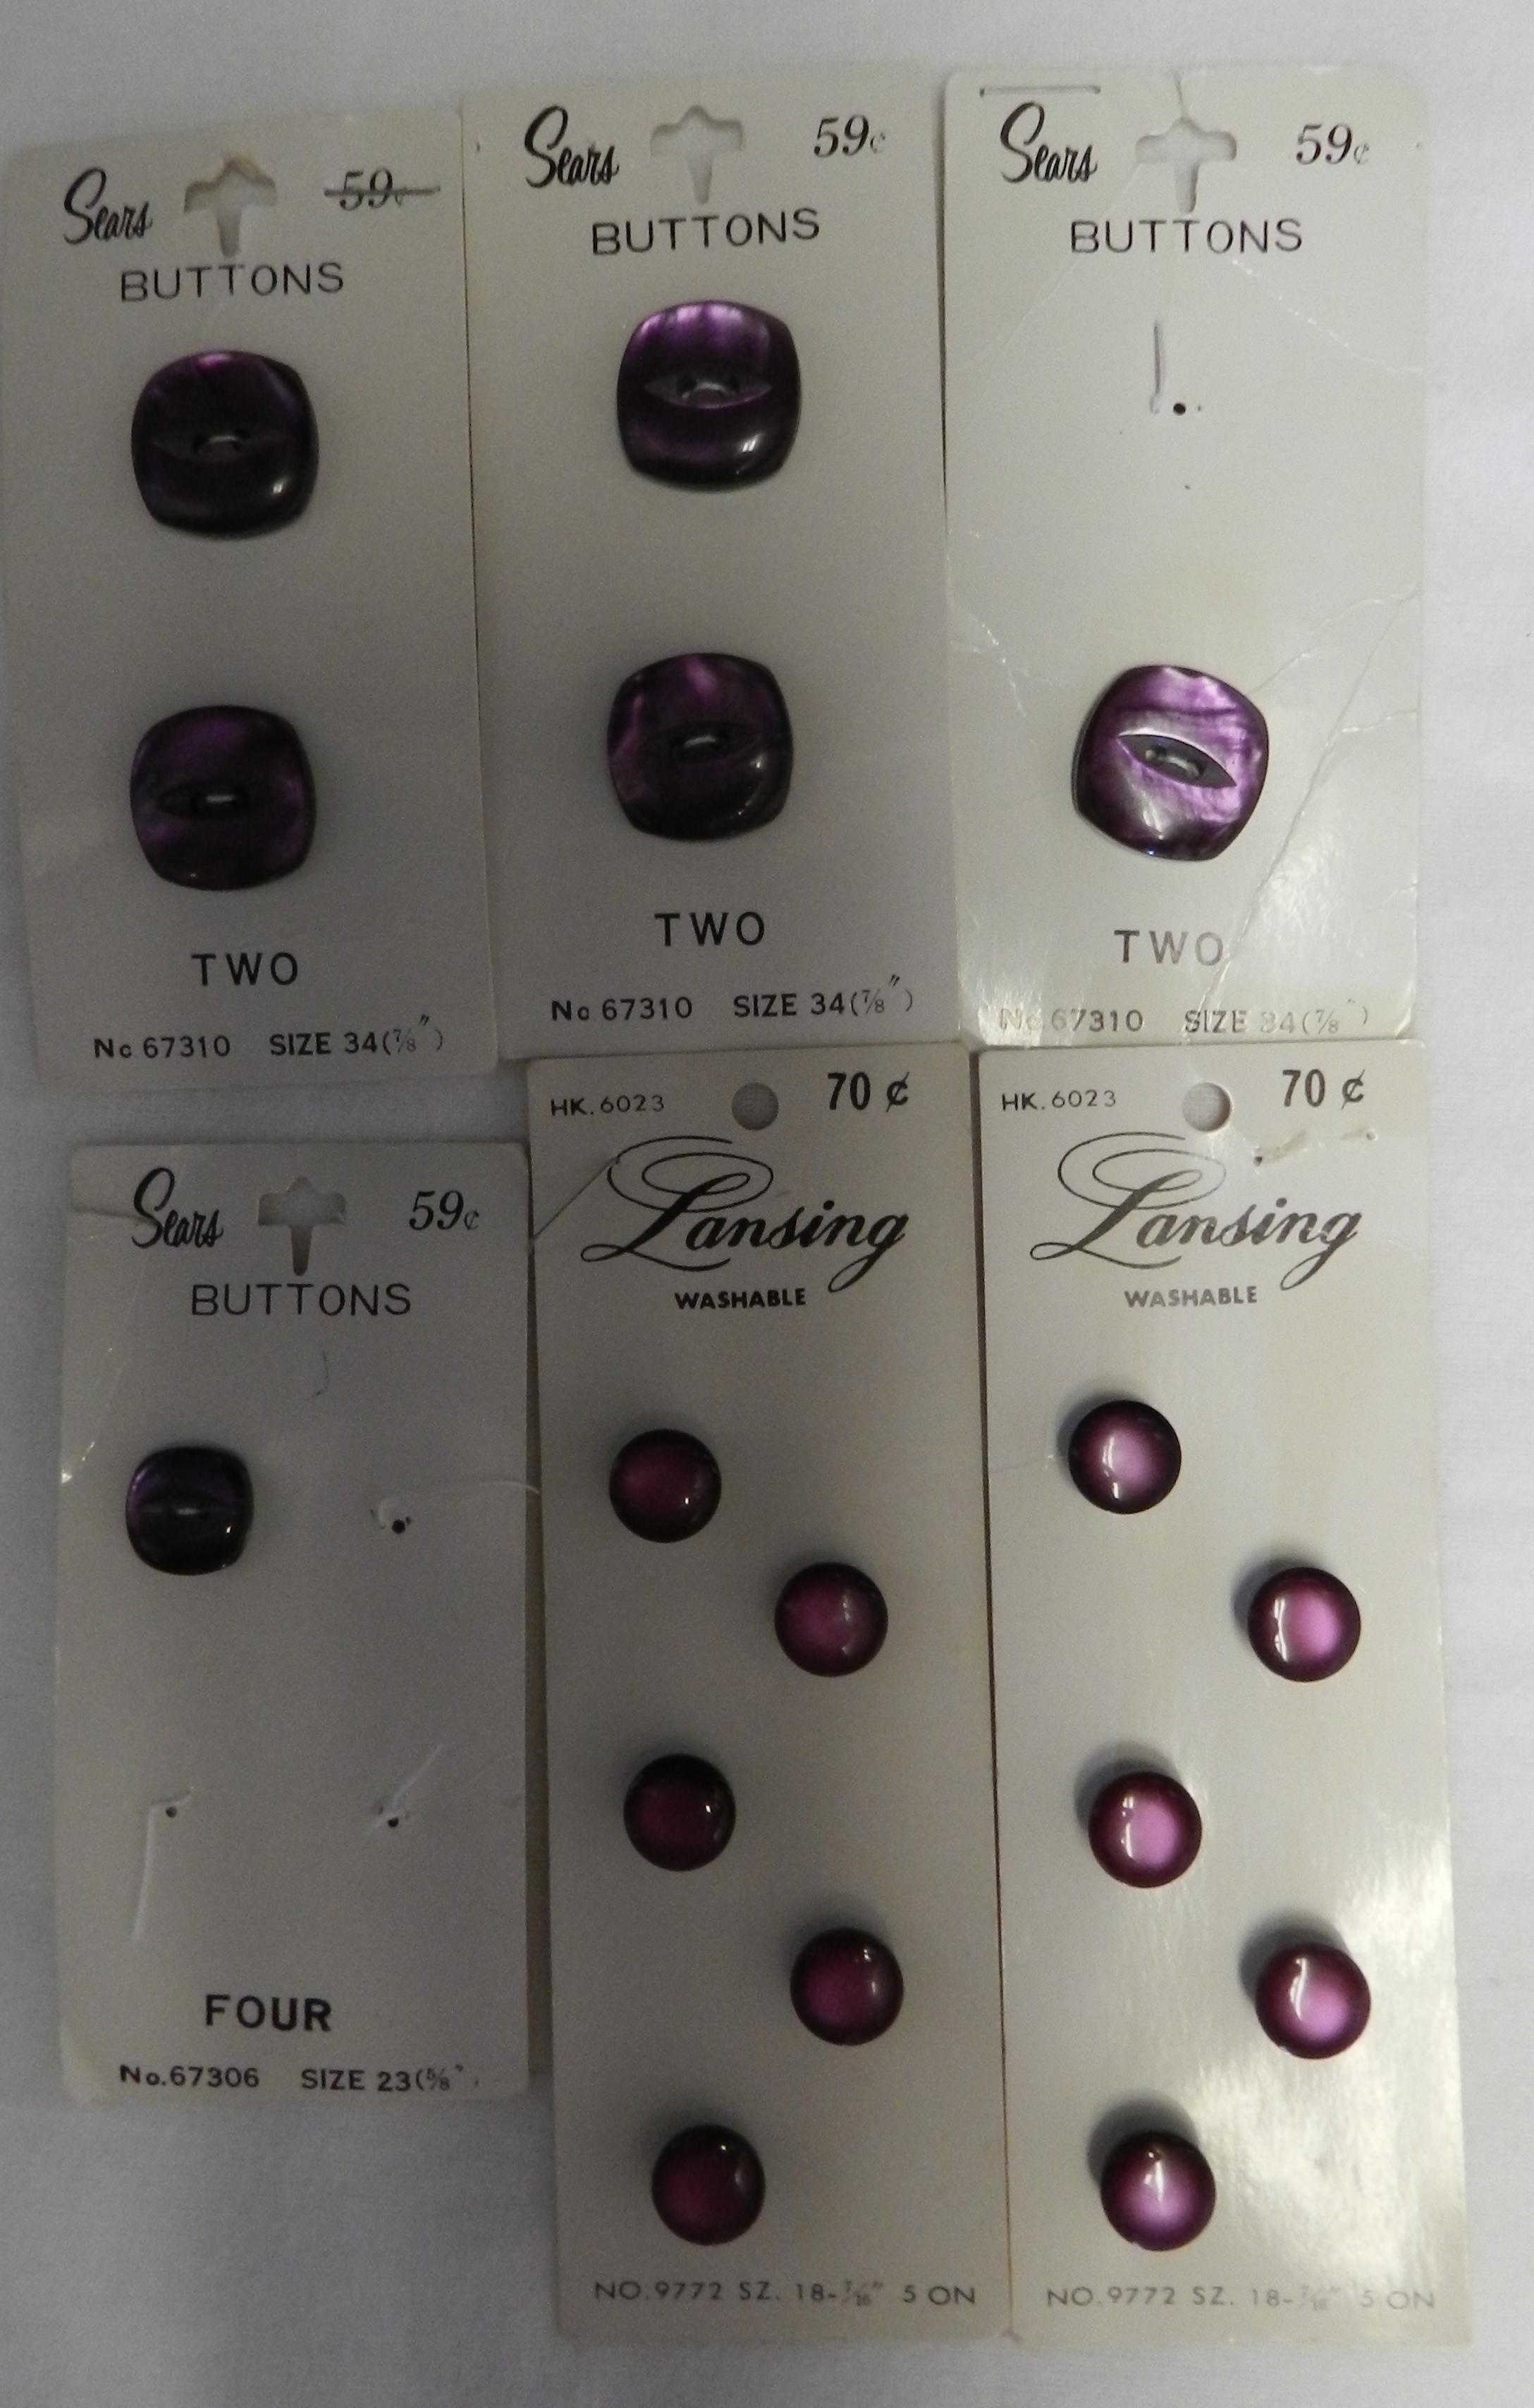 Sears 59¢
BUTTONS
TWO
No 67310 SIZE 34(7/8")
Sears 59¢
BUTTONS
TWO
No 67310 SIZE 34(7/8")
Sears 59¢
BUTTONS
TWO
No 67310 SIZE 34(7/8")
Sears 59¢
BUTTONS
FOUR
No.67306 SIZE 23(5/8")
HK.6023 70¢
Lansing
WASHABLE
NO.9772 SZ. 18-7/16" 5 ON
HK.6023 70¢
Lansing
WASHABLE
NO.9772 SZ. 18-7/16" 5 ON